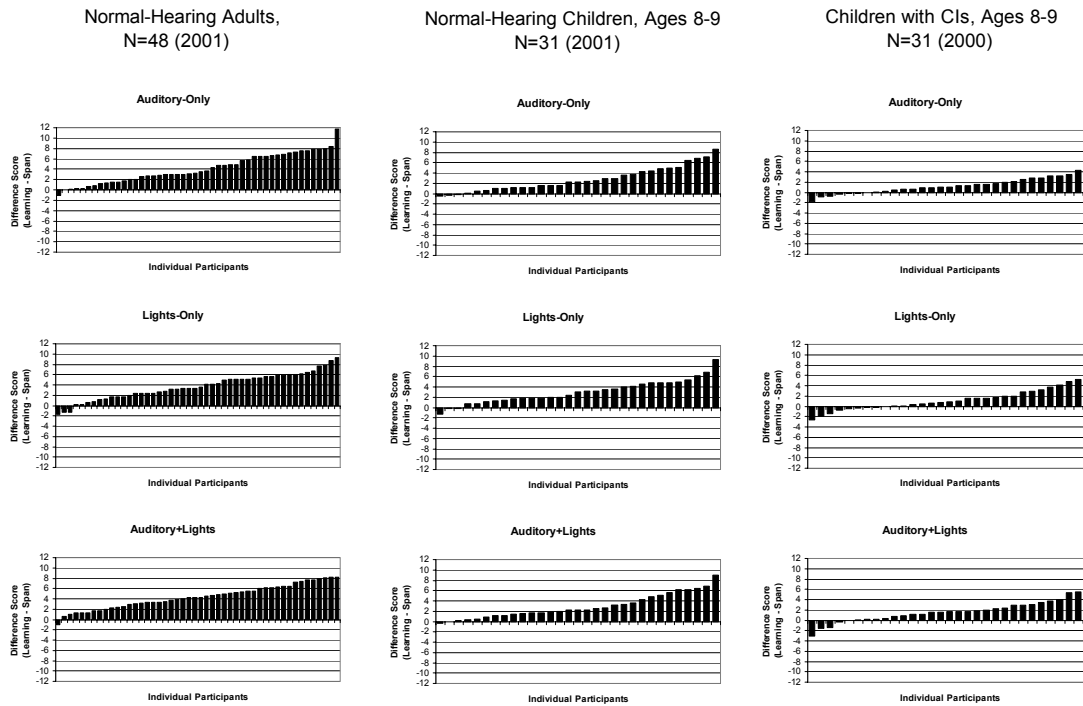 Normal-Hearing Adults,
N=48 (2001)
Normal-Hearing Children, Ages 8-9
N=31 (2001)
Children with CIs, Ages 8-9
N=31 (2000)
Auditory-Only
Difference Score
(Learning - Span)
12
10
8
6
4
2
0
-2
-4
-6
-8
-10
-12
Individual Participants
Auditory-Only
Difference Score
(Learning - Span)
12
10
8
6
4
2
0
-2
-4
-6
-8
-10
-12
Individual Participants
Auditory-Only
Difference Score
(Learning - Span)
12
10
8
6
4
2
0
-2
-4
-6
-8
-10
-12
Individual Participants
Lights-Only
Difference Score
(Learning - Span)
12
10
8
6
4
2
0
-2
-4
-6
-8
-10
-12
Individual Participants
Lights-Only
Difference Score
(Learning - Span)
12
10
8
6
4
2
0
-2
-4
-6
-8
-10
-12
Individual Participants
Lights-Only
Difference Score
(Learning - Span)
12
10
8
6
4
2
0
-2
-4
-6
-8
-10
-12
Individual Participants
Auditory+Lights
Difference Score
(Learning - Span)
12
10
8
6
4
2
0
-2
-4
-6
-8
-10
-12
Individual Participants
Auditory+Lights
Difference Score
(Learning - Span)
12
10
8
6
4
2
0
-2
-4
-6
-8
-10
-12
Individual Participants
Auditory+Lights
Difference Score
(Learning - Span)
12
10
8
6
4
2
0
-2
-4
-6
-8
-10
-12
Individual Participants